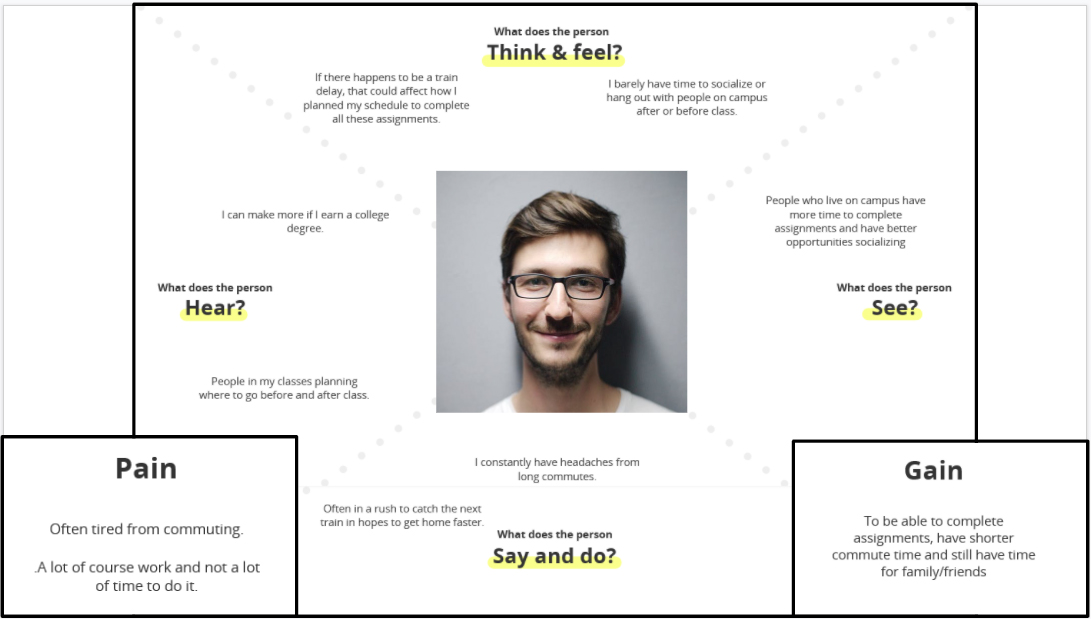 What does the person
Think & feel?
If there happens to be a train
delay, that could affect how I
planned my schedule to complete
all these assignments.
I barely have time to socialize or
hang out with people on campus
after or before class.
I can make more if I earn a college
degree.
What does the person
Hear?
People in my classes planning
where to go before and after class.
People who live on campus have
more time to complete
assignments and have better
opportunities socializing
What does the person
See?
I constantly have headaches from
long commutes.
Often in a rush to catch the next
train in hopes to get home faster.
What does the person
Say and do?
Pain
Often tired from commuting.
.A lot of course work and not a lot
of time to do it.
Gain
To be able to complete
assignments, have shorter
commute time and still have time
for family/friends